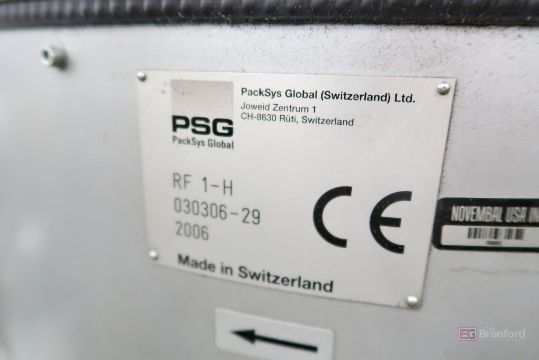 PackSys Global (Switzerland) Ltd.
Joweid Zentrum 1
CH-8630 Rüti, Switzerland
PSG
PackSys Global
RF 1-H
030306-29
2006
CE
Made in Switzerland
NOVEMBAL USA IN
BG Branford